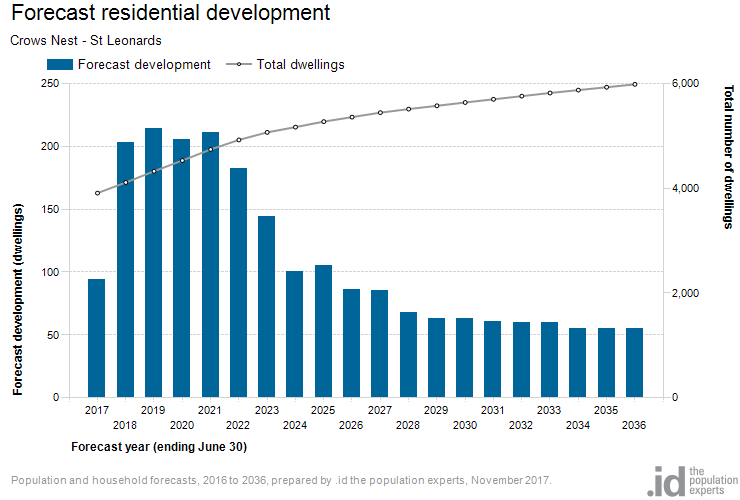 Forecast residential development
Crows Nest - St Leonards
Forecast development
Total dwellings
250
200
150
100
50
0
6,000
4,000
2,000
0
Forecast development (dwellings)
Total number of dwellings
2017 2019 2021 2023 2025 2027 2029 2031 2033 2035
2018 2020 2022 2024 2026 2028 2030 2032 2034 2036
Forecast year (ending June 30)
Population and household forecasts, 2016 to 2036, prepared by .id the population experts, November 2017.
.id the
population
experts